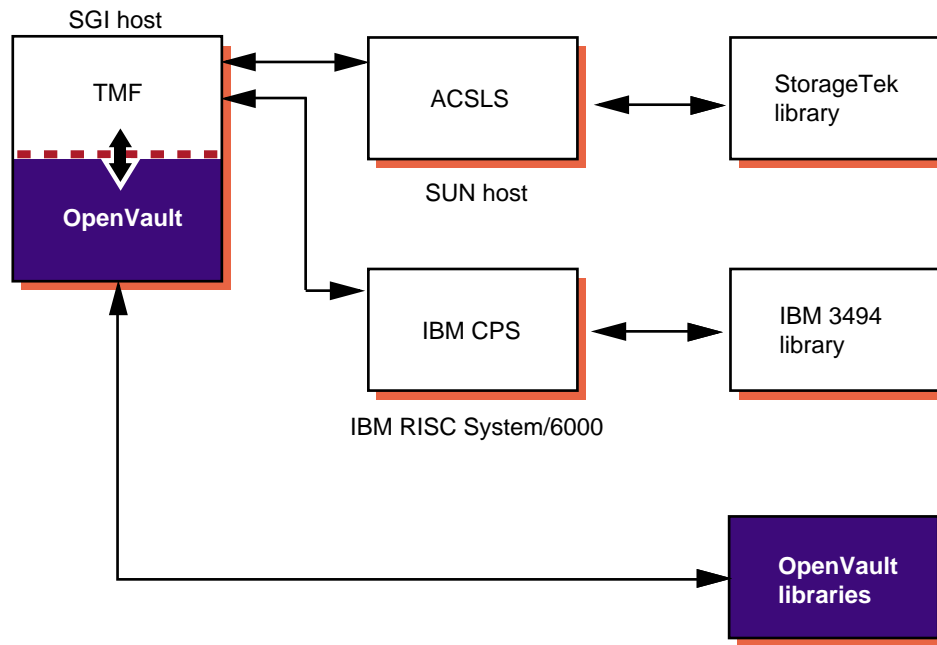 SGI host
TMF
OpenVault
ACSLS
SUN host
StorageTek
library
IBM CPS
IBM RISC System/6000
IBM 3494
library
OpenVault
libraries